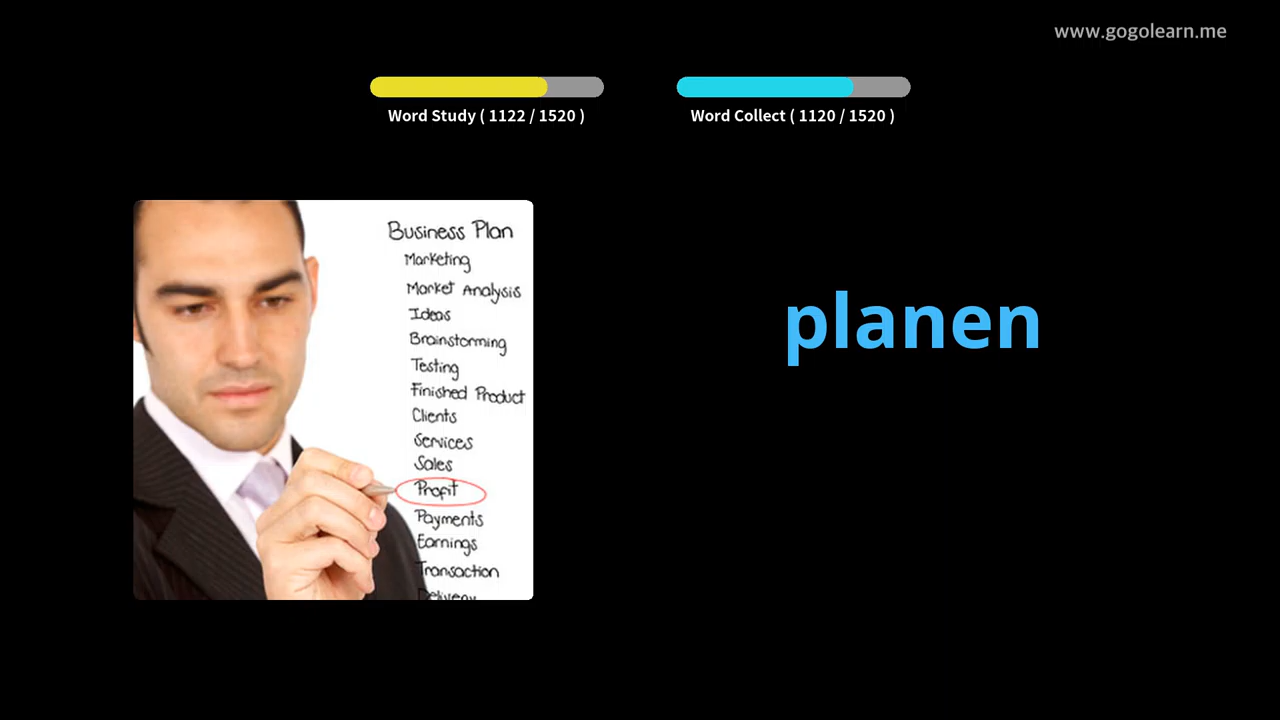 www.gogolearn.me
Word Study ( 1122 / 1520 )
Word Collect ( 1120 / 1520 )
Business Plan
Marketing
Market Analysis
Ideas
Brainstorming
Testing
Finished Product
Clients
Services
Sales
Profit
Payments
Earnings
Transaction
Delivery
planen